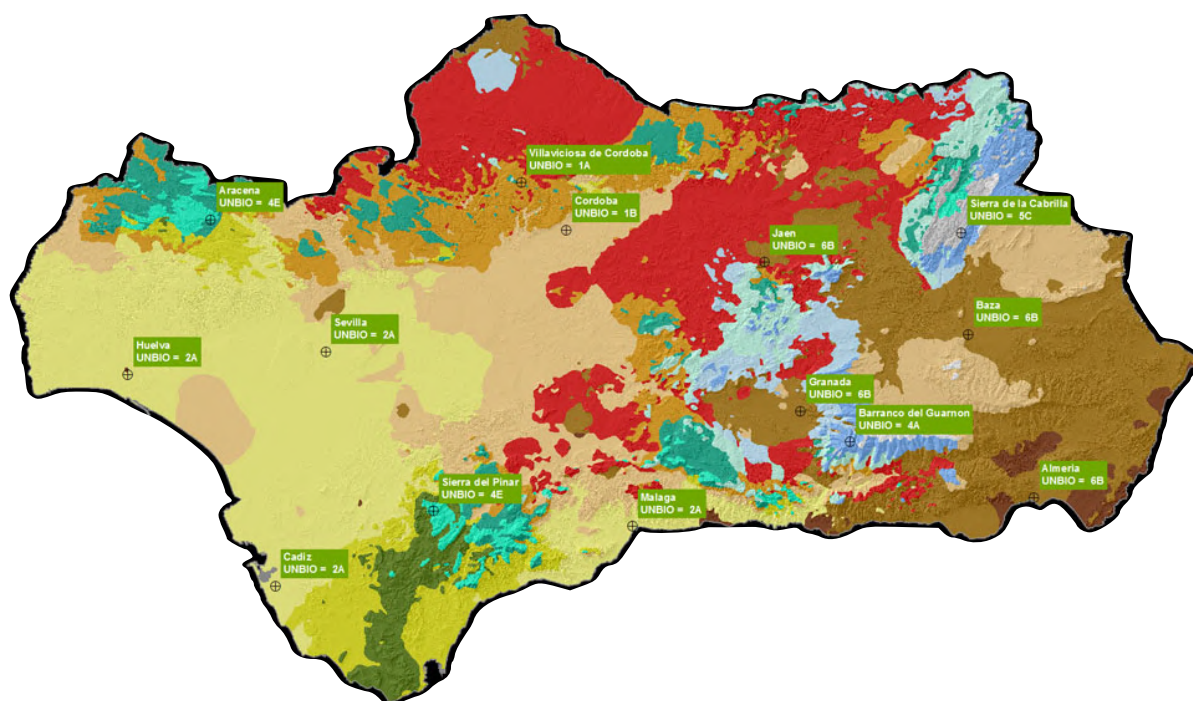 Villaviciosa de Cordoba
UNBIO = 1A
Aracena
UNBIO = 4E
Cordoba
UNBIO = 1B
Sierra de la Cabrilla
UNBIO = 5C
Jaen
UNBIO = 6B
Baza
UNBIO = 6B
Sevilla
UNBIO = 2A
Huelva
UNBIO = 2A
Granada
UNBIO = 6B
Barranco del Guarnon
UNBIO = 4A
Almeria
UNBIO = 6B
Sierra del Pinar
UNBIO = 4E
Malaga
UNBIO = 2A
Cadiz
UNBIO = 2A